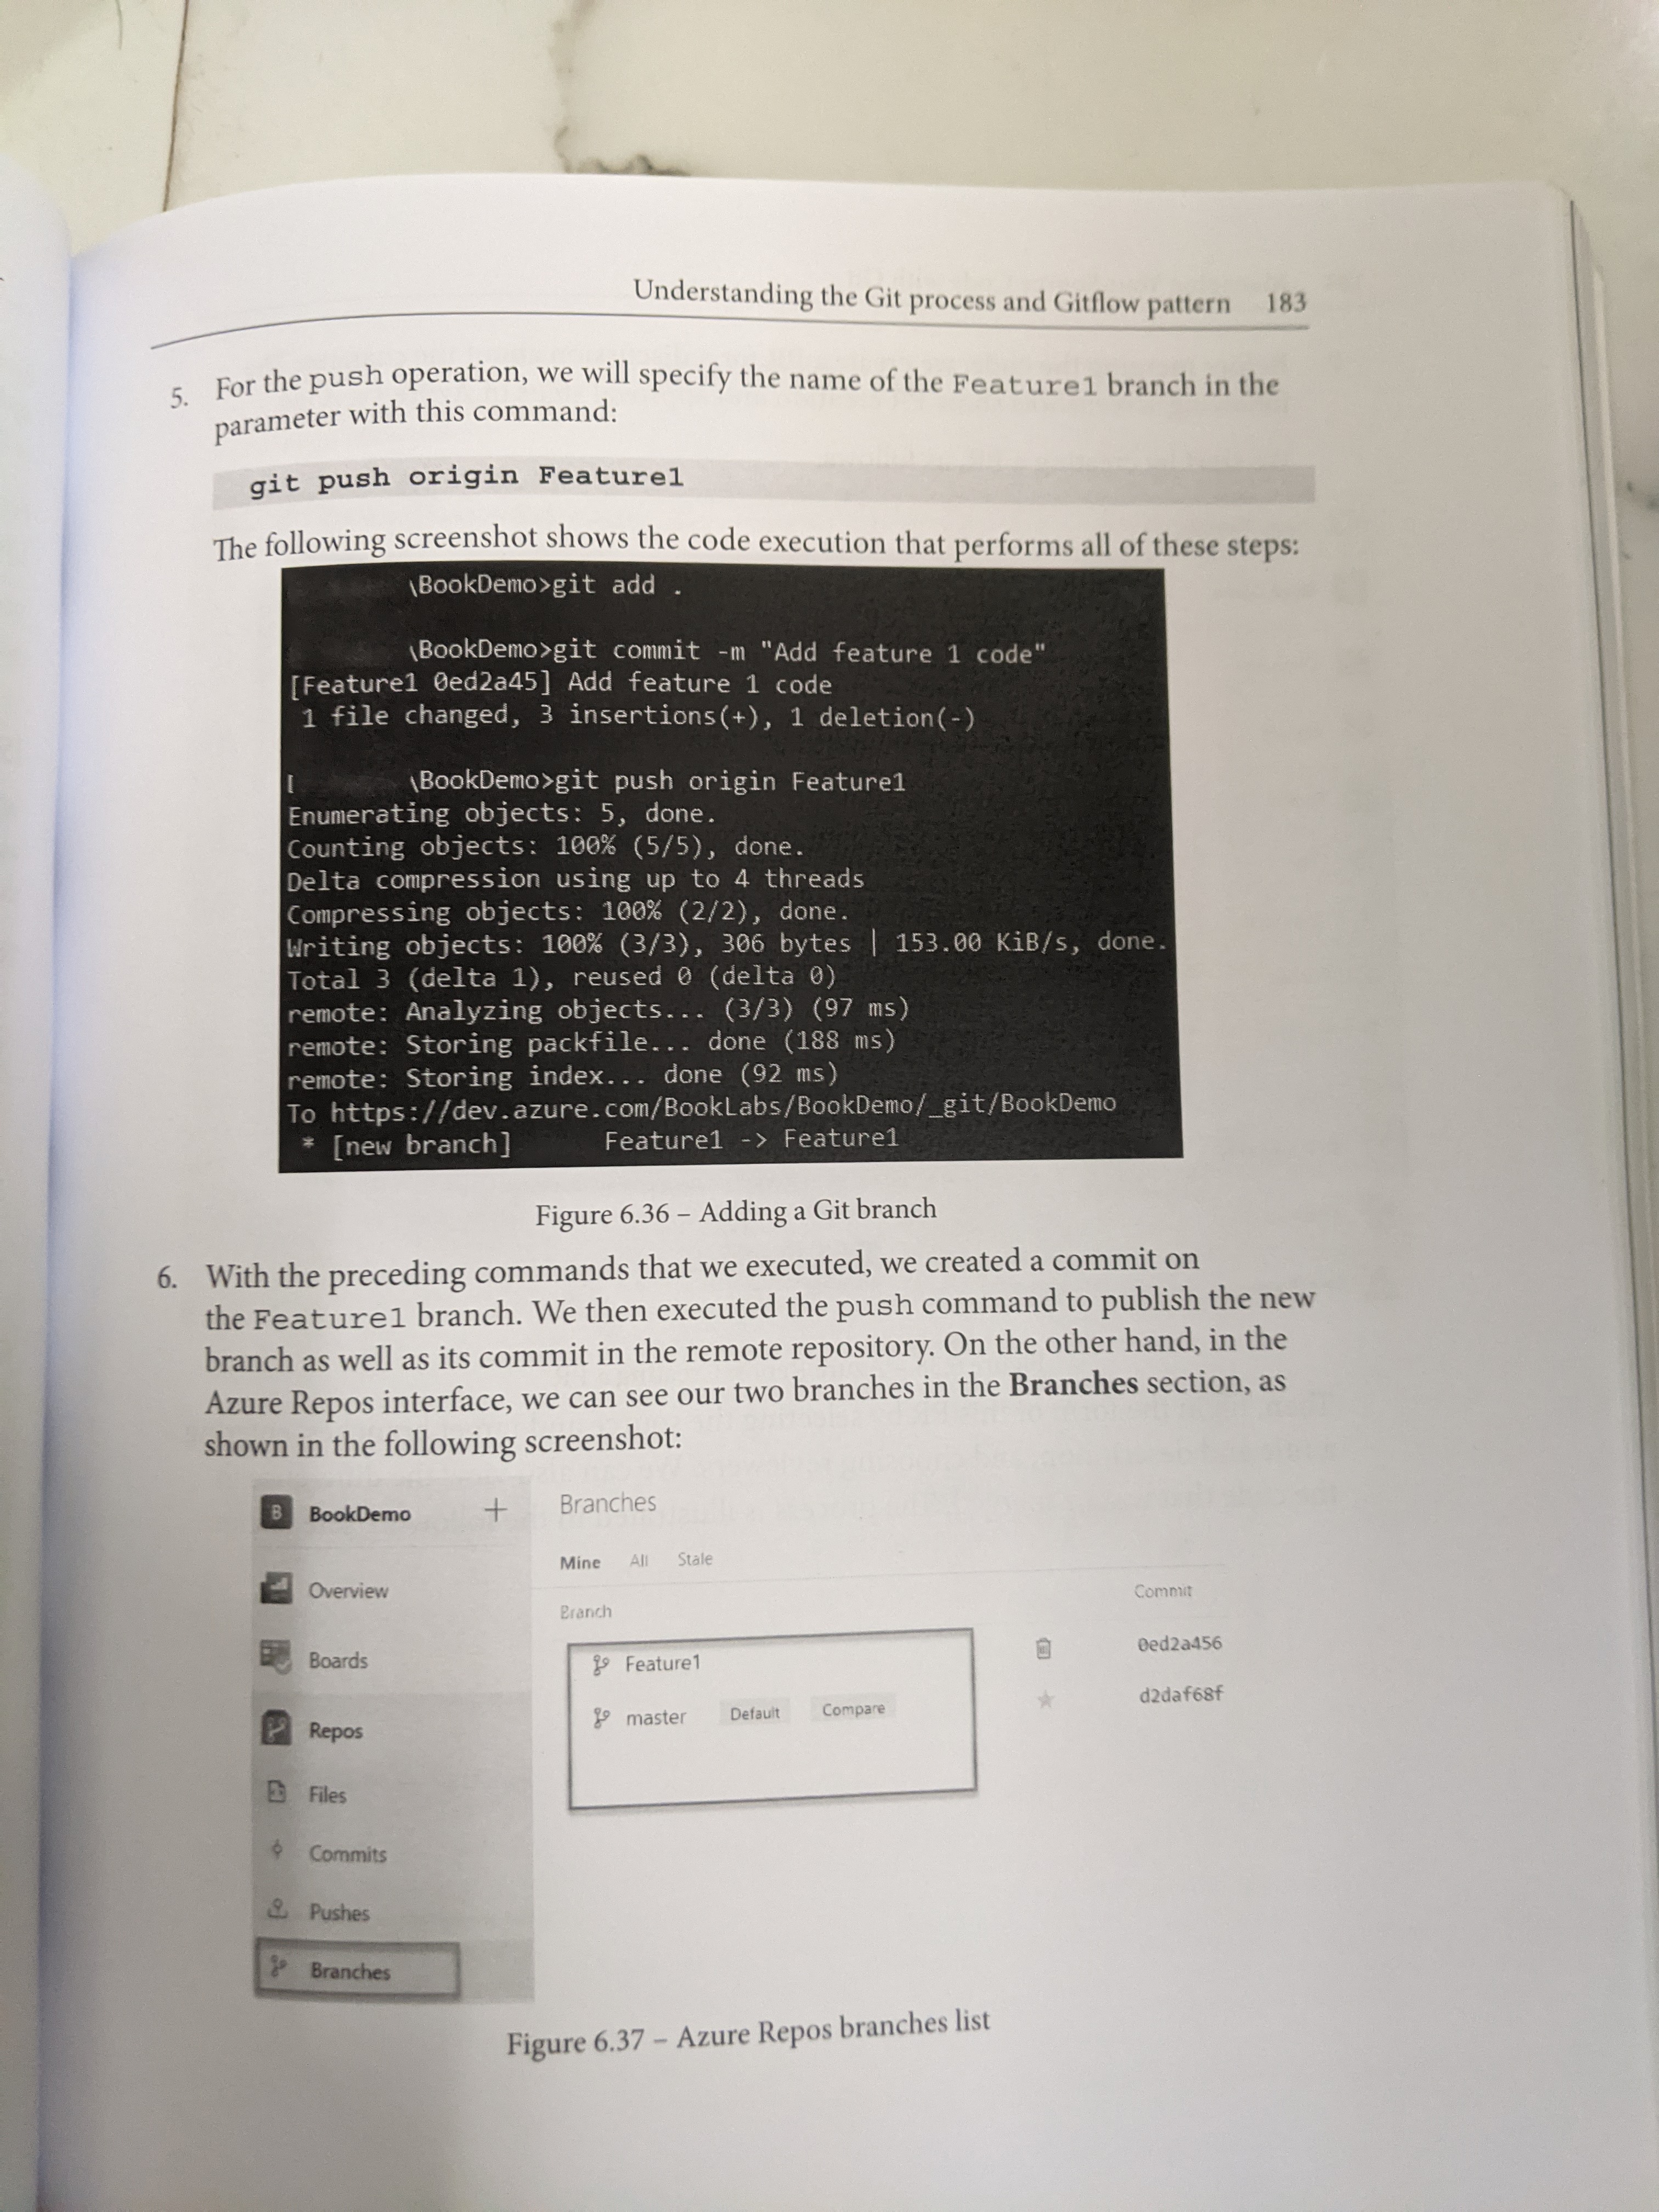 Understanding the Git process and Gitflow pattern 183
5. For the push operation, we will specify the name of the Feature1 branch in the
parameter with this command:
git push origin Feature1
The following screenshot shows the code execution that performs all of these steps:
\BookDemo>git add .
\BookDemo>git commit -m "Add feature 1 code"
[Feature1 0ed2a45] Add feature 1 code
1 file changed, 3 insertions(+), 1 deletion(-)
\BookDemo>git push origin Feature1
Enumerating objects: 5, done.
Counting objects: 100% (5/5), done.
Delta compression using up to 4 threads
Compressing objects: 100% (2/2), done.
Writing objects: 100% (3/3), 306 bytes | 153.00 KiB/s, done.
Total 3 (delta 1), reused 0 (delta 0)
remote: Analyzing objects... (3/3) (97 ms)
remote: Storing packfile... done (188 ms)
remote: Storing index... done (92 ms)
To https://dev.azure.com/BookLabs/BookDemo/_git/BookDemo
* [new branch] Feature1 -> Feature1
Figure 6.36 – Adding a Git branch
6. With the preceding commands that we executed, we created a commit on
the Feature1 branch. We then executed the push command to publish the new
branch as well as its commit in the remote repository. On the other hand, in the
Azure Repos interface, we can see our two branches in the Branches section, as
shown in the following screenshot:
B BookDemo +
Overview
Boards
Repos
Files
Commits
Pushes
Branches
Branches
Mine All Stale
Branch Commit
Feature1 0ed2a456
master Default Compare d2daf68f
Figure 6.37 – Azure Repos branches list